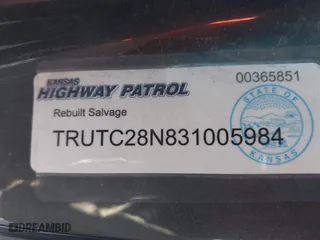 KANSAS
HIGHWAY PATROL
00365851
Rebuilt Salvage
TRUTC28N831005984
STATE OF
KANSAS
DREAMBID